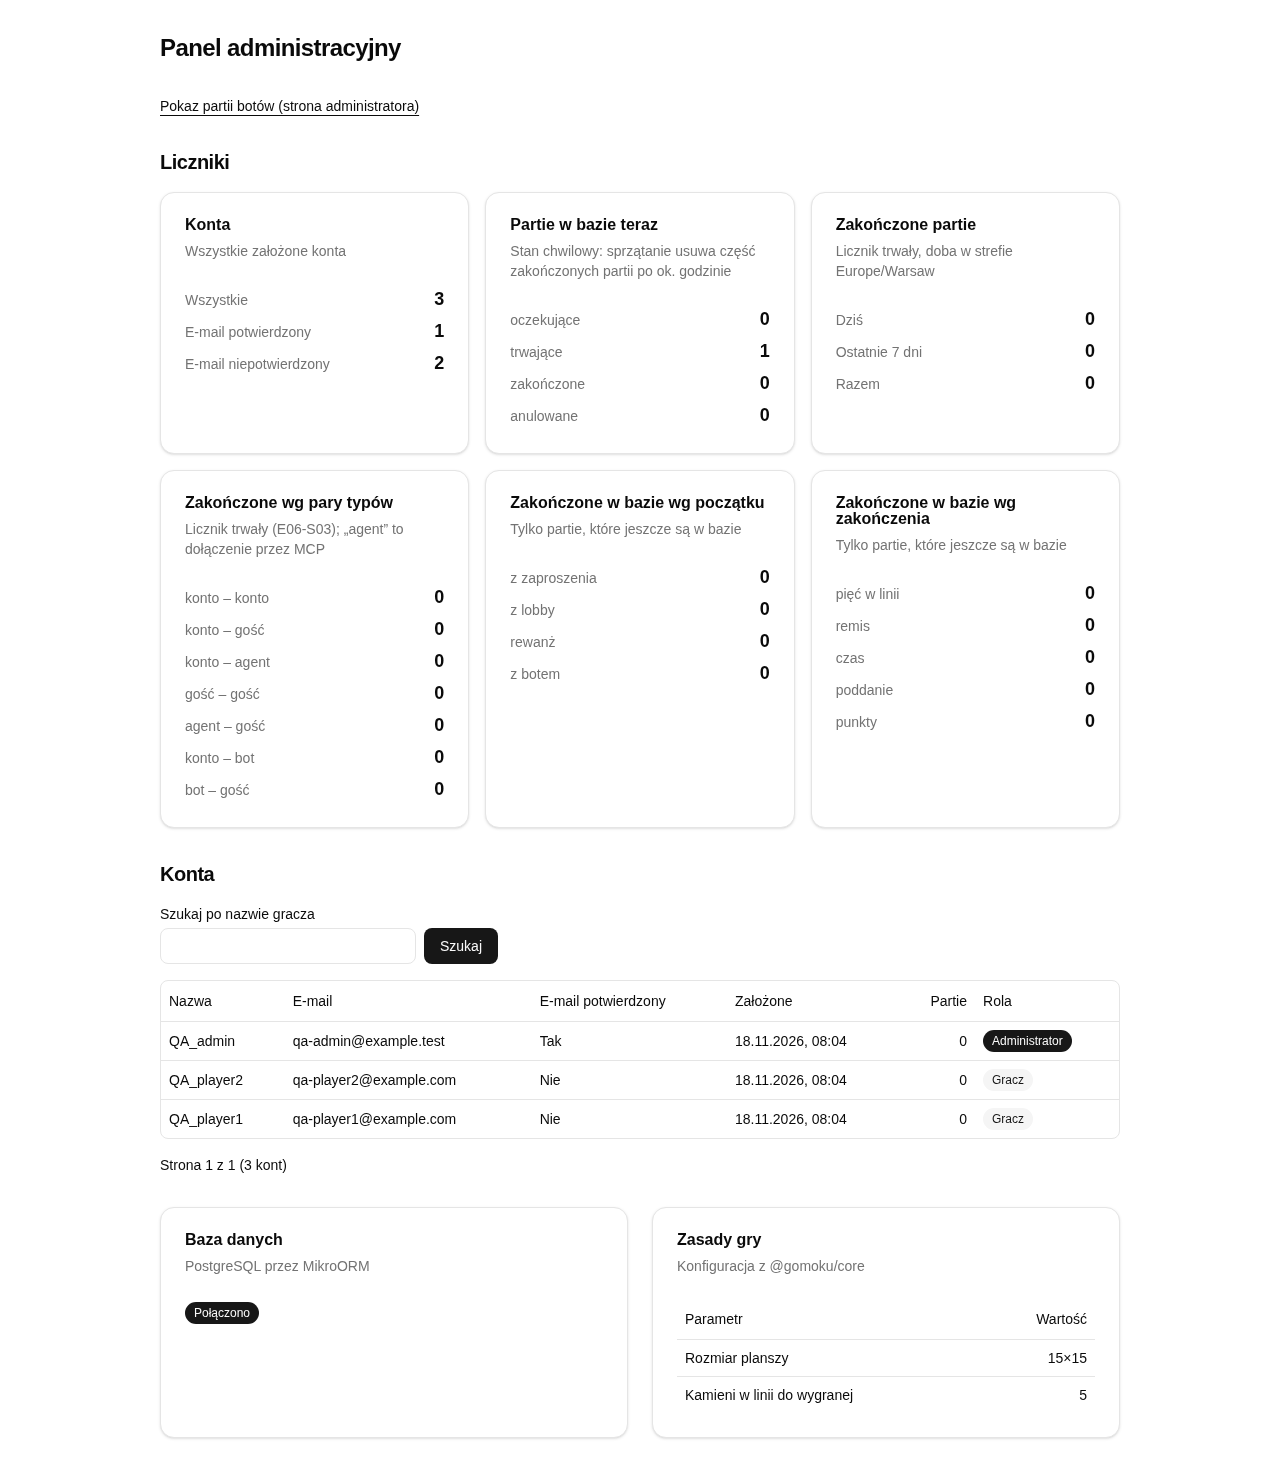 Panel administracyjny
Pokaz partii botów (strona administratora)
Liczniki
Konta
Wszystkie założone konta
Wszystkie 3
E-mail potwierdzony 1
E-mail niepotwierdzony 2
Partie w bazie teraz
Stan chwilowy: sprzątanie usuwa część
zakończonych partii po ok. godzinie
oczekujące 0
trwające 1
zakończone 0
anulowane 0
Zakończone partie
Licznik trwały, doba w strefie
Europe/Warsaw
Dziś 0
Ostatnie 7 dni 0
Razem 0
Zakończone wg pary typów
Licznik trwały (E06-S03); „agent” to
dołączenie przez MCP
konto – konto 0
konto – gość 0
konto – agent 0
gość – gość 0
agent – gość 0
konto – bot 0
bot – gość 0
Zakończone w bazie wg początku
Tylko partie, które jeszcze są w bazie
z zaproszenia 0
z lobby 0
rewanż 0
z botem 0
Zakończone w bazie wg
zakończenia
Tylko partie, które jeszcze są w bazie
pięć w linii 0
remis 0
czas 0
poddanie 0
punkty 0
Konta
Szukaj po nazwie gracza
Szukaj
Nazwa E-mail E-mail potwierdzony Założone Partie Rola
QA_admin qa-admin@example.test Tak 18.11.2026, 08:04 0 Administrator
QA_player2 qa-player2@example.com Nie 18.11.2026, 08:04 0 Gracz
QA_player1 qa-player1@example.com Nie 18.11.2026, 08:04 0 Gracz
Strona 1 z 1 (3 kont)
Baza danych
PostgreSQL przez MikroORM
Połączono
Zasady gry
Konfiguracja z @gomoku/core
Parametr Wartość
Rozmiar planszy 15×15
Kamieni w linii do wygranej 5